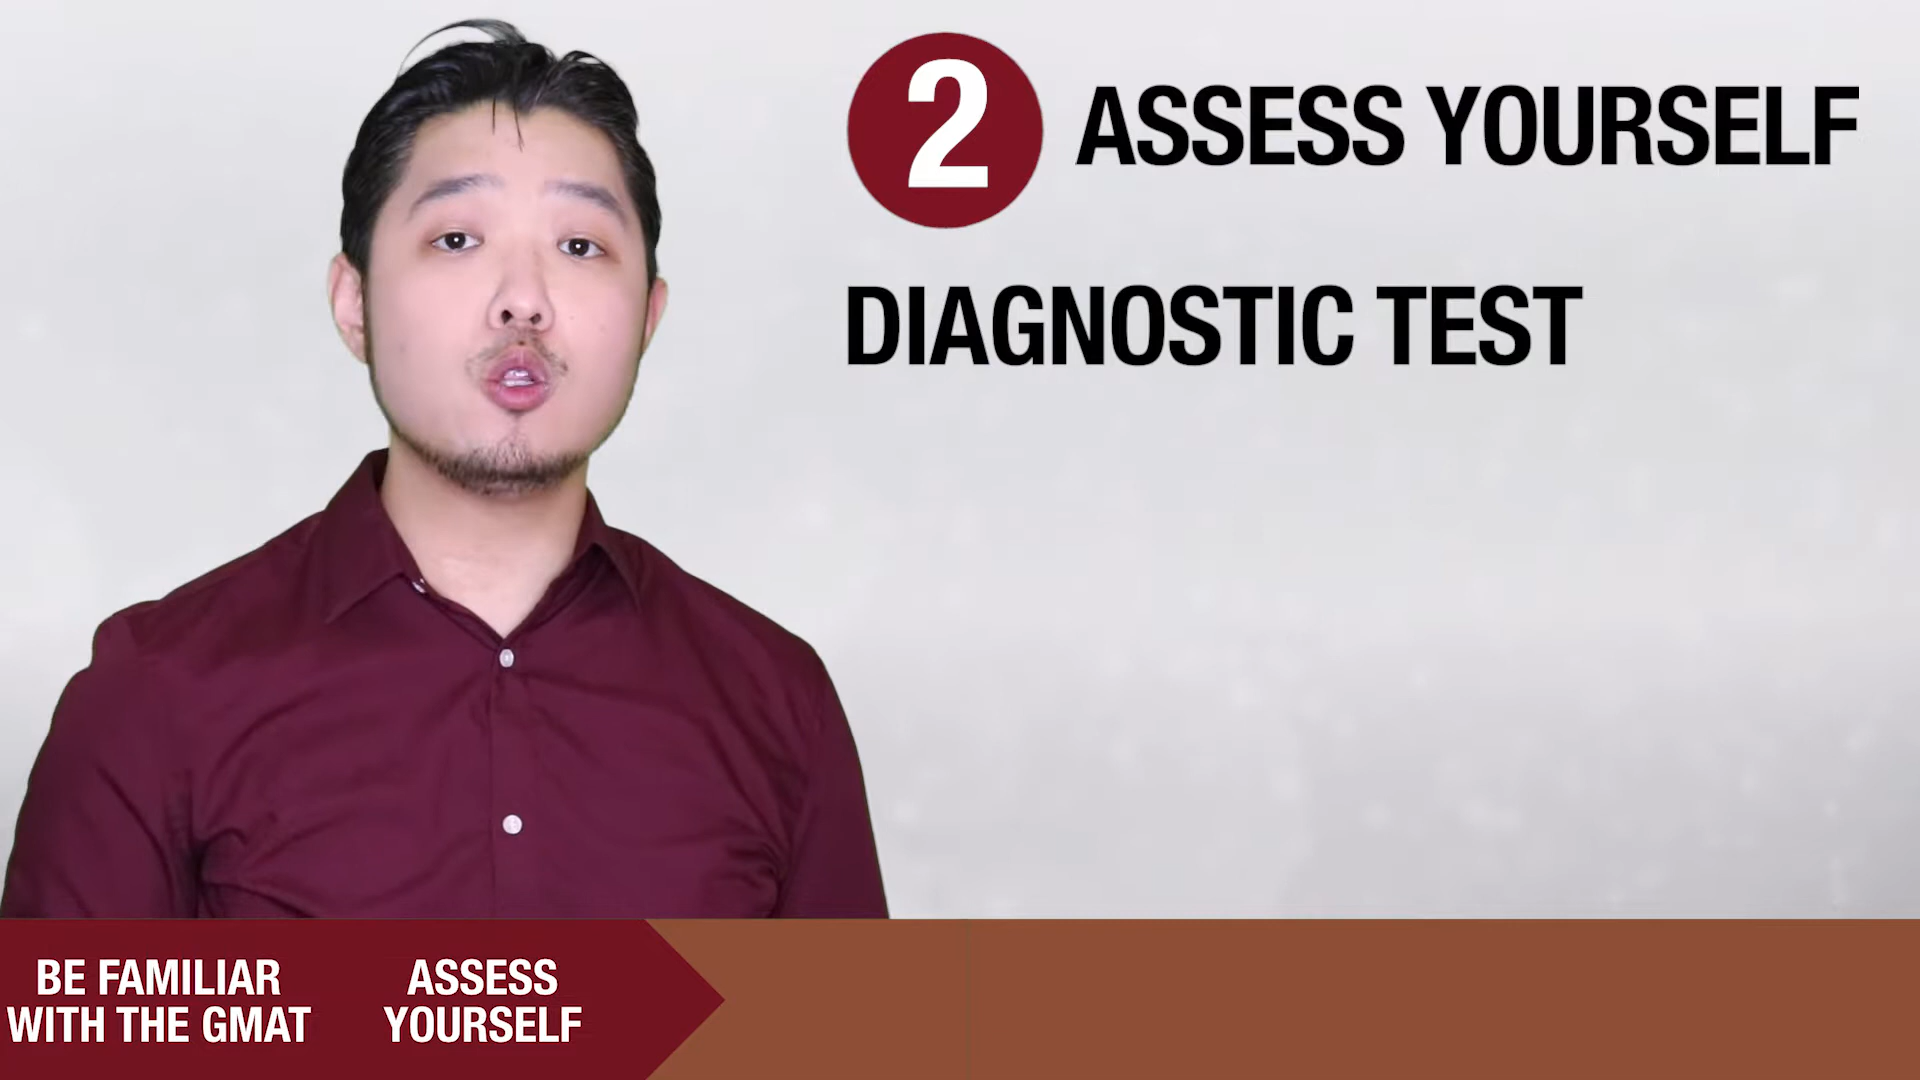 2 ASSESS YOURSELF
DIAGNOSTIC TEST
BE FAMILIAR
WITH THE GMAT
ASSESS
YOURSELF